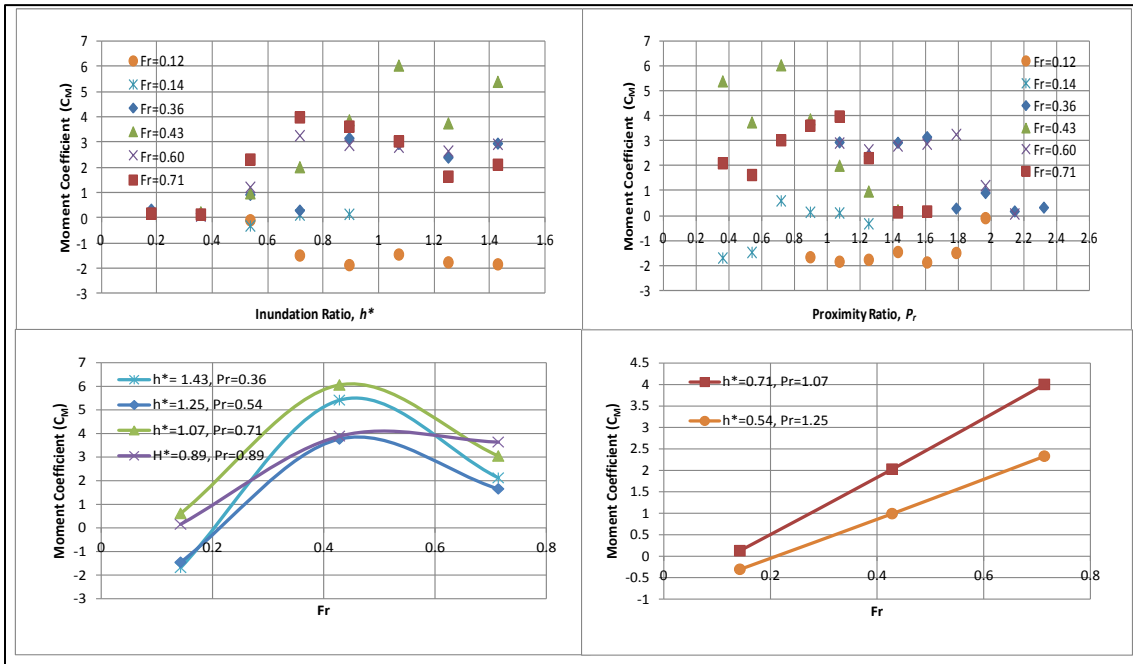 7
6
5
4
3
2
1
0
-1
-2
-3
0 0.2 0.4 0.6 0.8 1 1.2 1.4 1.6
Moment Coefficient (CM)
Inundation Ratio, h*
Fr=0.12
Fr=0.14
Fr=0.36
Fr=0.43
Fr=0.60
Fr=0.71
7
6
5
4
3
2
1
0
-1
-2
-3
0 0.2 0.4 0.6 0.8 1 1.2 1.4 1.6 1.8 2 2.2 2.4 2.6
Moment Coefficient (CM)
Proximity Ratio, Pr
Fr=0.12
Fr=0.14
Fr=0.36
Fr=0.43
Fr=0.60
Fr=0.71
7
6
5
4
3
2
1
0
-1
-2
-3
0 0.2 0.4 0.6 0.8
Moment Coefficient (CM)
Fr
h*= 1.43, Pr=0.36
h*=1.25, Pr=0.54
h*=1.07, Pr=0.71
H*=0.89, Pr=0.89
4.5
4
3.5
3
2.5
2
1.5
1
0.5
0
-0.5
-1
0 0.2 0.4 0.6 0.8
Moment Coefficient (CM)
Fr
h*=0.71, Pr=1.07
h*=0.54, Pr=1.25